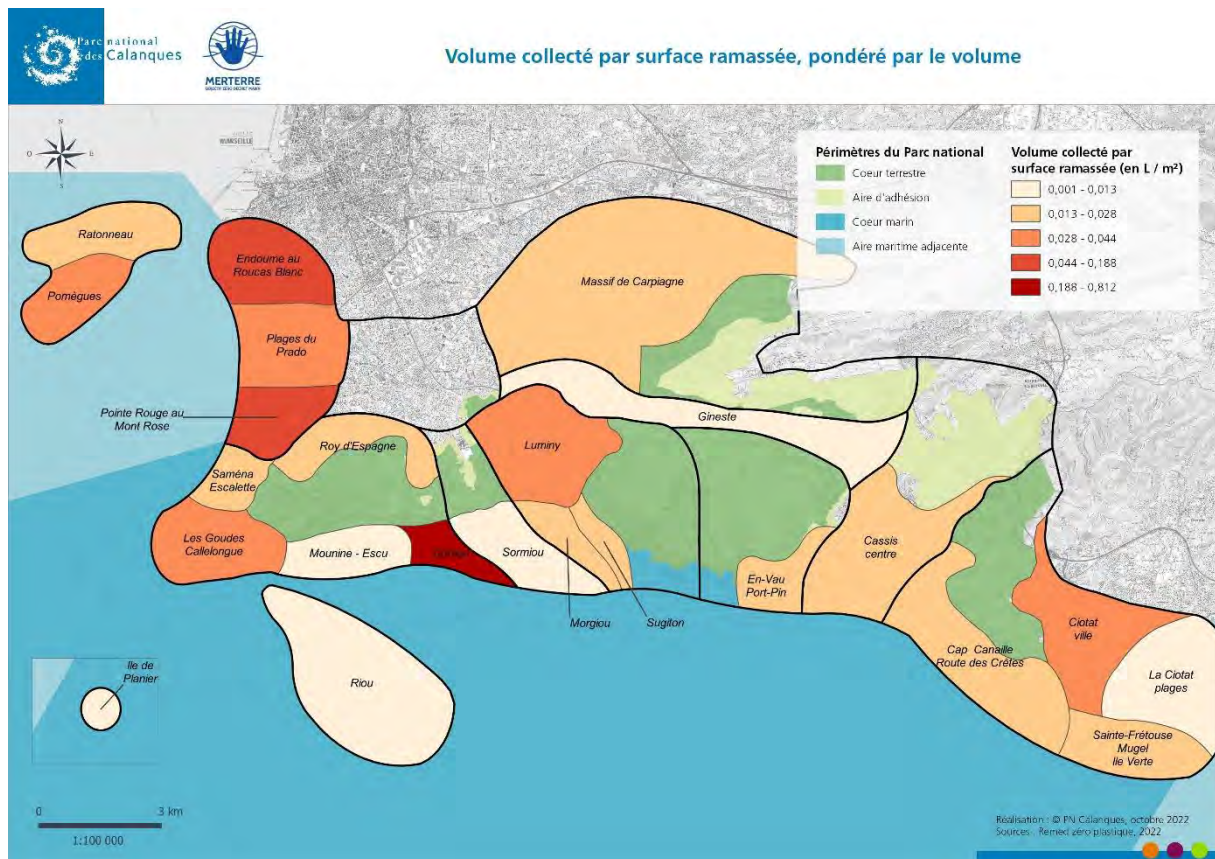 Parc national
des Calanques
MERTERRE
Volume collecté par surface ramassée, pondéré par le volume
N
O
E
S
MARSEILLE
Périmètres du Parc national
Coeur terrestre
Aire d'adhésion
Coeur marin
Aire maritime adjacente
Volume collecté par
surface ramassée (en L / m²)
0,001 - 0,013
0,013 - 0,028
0,028 - 0,044
0,044 - 0,188
0,188 - 0,812
Ratonneau
Pomègues
Endoume au
Roucas Blanc
Plages du
Prado
Pointe Rouge au
Mont Rose
Massif de Carpiagne
Gineste
Roy d'Espagne
Luminy
Saména
Escalette
Les Goudes
Callelongue
Mounine - Escu
Sormiou
Cassis
centre
En-Vau
Port-Pin
Morgiou
Sugiton
Ciotat
ville
Cap Canaille
Route des Crêtes
La Ciotat
plages
Sainte-Frétouse
Mugel
Ile Verte
Ile de
Planier
Riou
0
3 km
1:100 000
Réalisation : © PN Calanques, octobre 2022
Sources : Remed zéro plastique, 2022